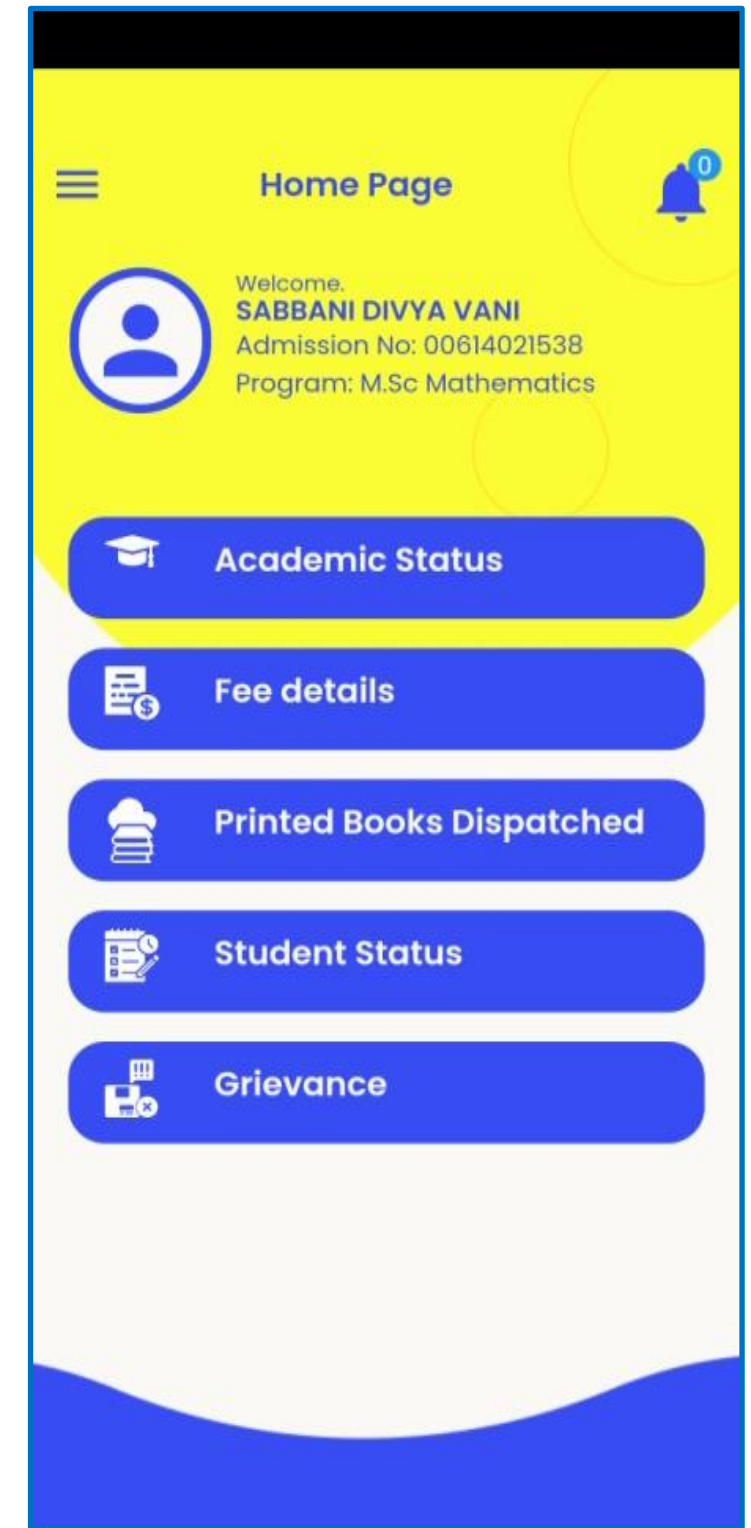 Home Page
0
Welcome.
SABBANI DIVYA VANI
Admission No: 00614021538
Program: M.Sc Mathematics
Academic Status
Fee details
Printed Books Dispatched
Student Status
Grievance